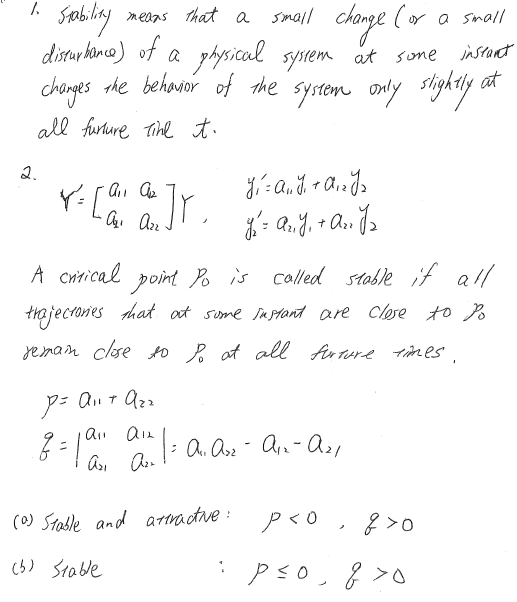 1. Stability means that a small change (or a small
disturbance) of a physical system at some instant
changes the behavior of the system only slightly at
all furture time t.
2.
Y' = [a11 a12 a21 a22] Y , y1' = a11 y1 + a12 y2
y2' = a21 y1 + a22 y2
A critical point P0 is called stable if all
trajectories that at some instant are close to P0
remain close to P0 at all furture times.
p = a11 + a22
q = |a11 a12 a21 a22| = a11 a22 - a12 - a21
(a) Stable and attractive : p < 0 , q > 0
(b) Stable : p ≤ 0 , q > 0